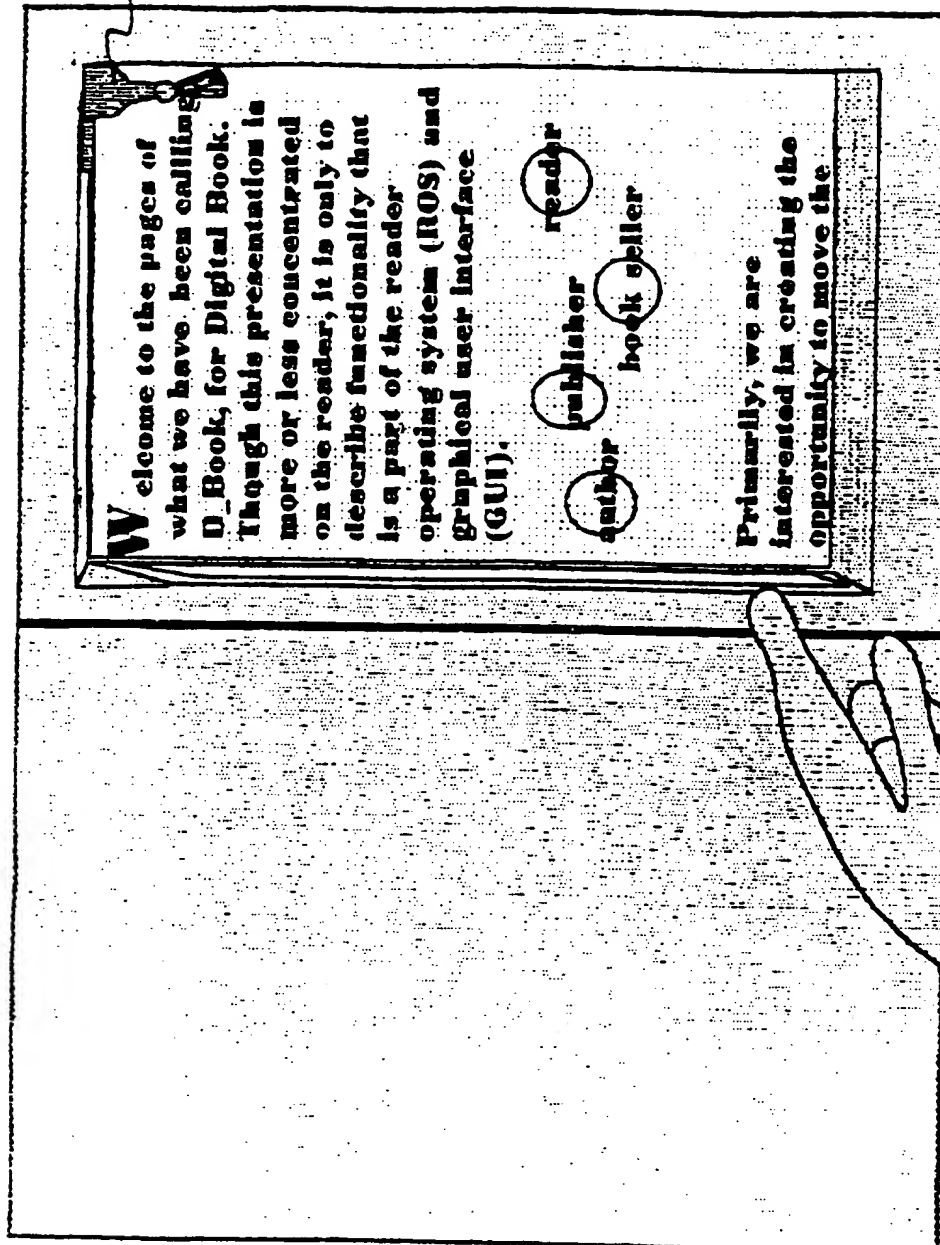 Welcome to the pages of
what we have been calling
D_Book, for Digital Book.
Though this presentation is
more or less concentrated
on the reader, it is only to
describe functionality that
is a part of the reader
operating system (ROS) and
graphical user interface
(GUI).
author
publisher
book seller
reader
Primarily, we are
interested in creating the
opportunity to move the